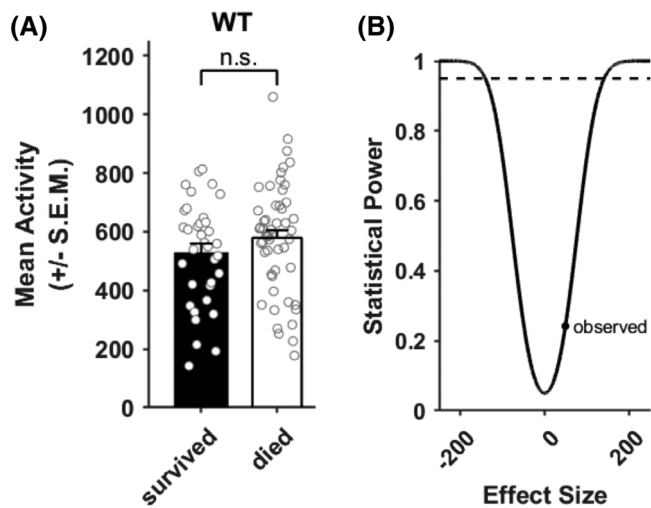 (A)
WT
n.s.
1200
1000
800
600
400
200
0
Mean Activity
(+/- S.E.M.)
survived
died
(B)
1
0.8
0.6
0.4
0.2
0
Statistical Power
observed
-200
0
200
Effect Size